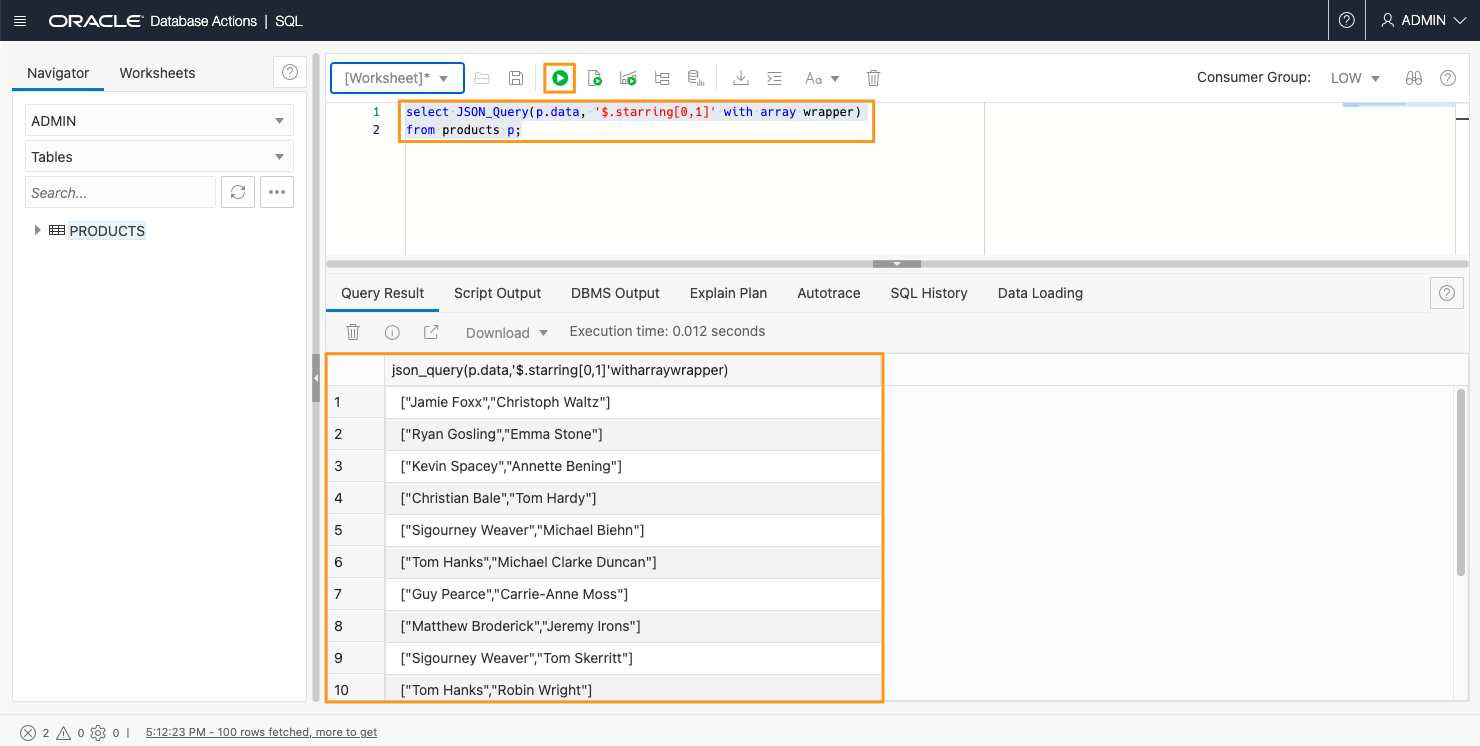 ORACLE Database Actions | SQL
ADMIN
Navigator
Worksheets
ADMIN
Tables
Search...
PRODUCTS
[Worksheet]*
Aa
Consumer Group: LOW
1 select JSON_Query(p.data, '$.starring[0,1]' with array wrapper)
2 from products p;
Query Result
Script Output
DBMS Output
Explain Plan
Autotrace
SQL History
Data Loading
Download
Execution time: 0.012 seconds
json_query(p.data,'$.starring[0,1]'witharraywrapper)
1 ["Jamie Foxx","Christoph Waltz"]
2 ["Ryan Gosling","Emma Stone"]
3 ["Kevin Spacey","Annette Bening"]
4 ["Christian Bale","Tom Hardy"]
5 ["Sigourney Weaver","Michael Biehn"]
6 ["Tom Hanks","Michael Clarke Duncan"]
7 ["Guy Pearce","Carrie-Anne Moss"]
8 ["Matthew Broderick","Jeremy Irons"]
9 ["Sigourney Weaver","Tom Skerritt"]
10 ["Tom Hanks","Robin Wright"]
2 0 0 | 5:12:23 PM - 100 rows fetched, more to get